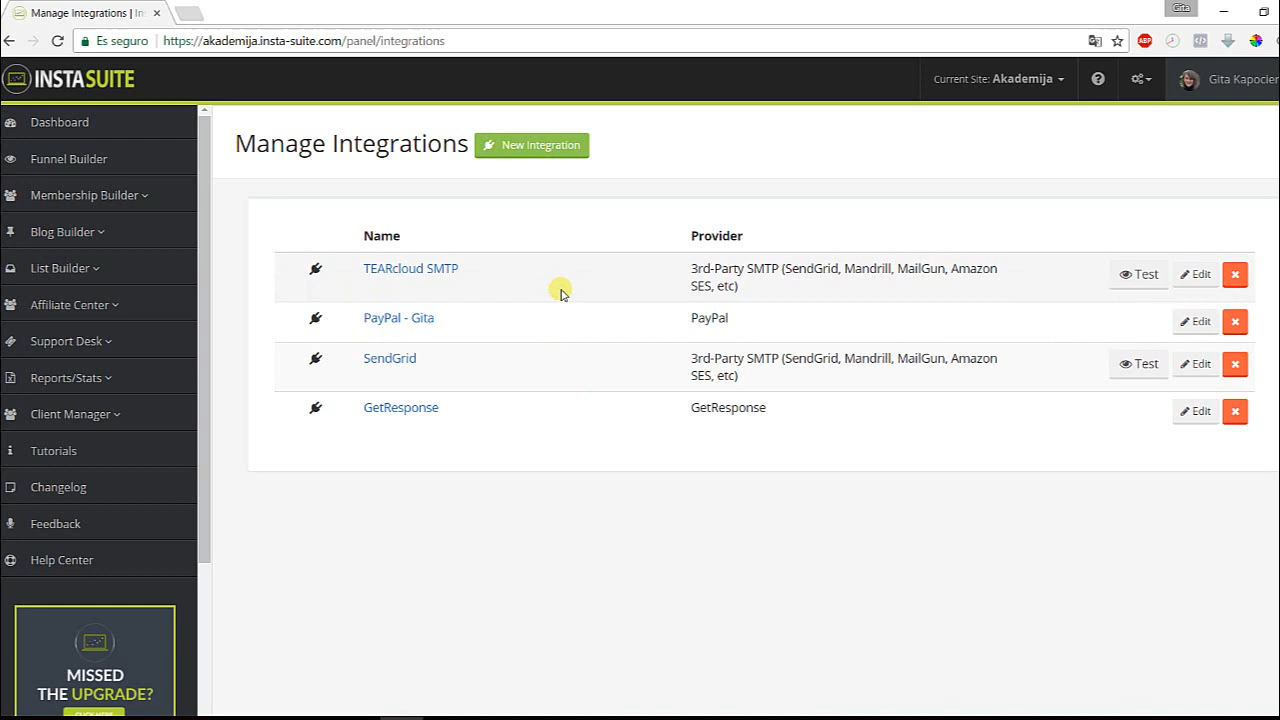 Manage Integrations | In
Gita
Es seguro
https://akademija.insta-suite.com/panel/integrations
ABP
INSTASUITE
Current Site: Akademija
Gita Kapocier
Dashboard
Funnel Builder
Membership Builder
Blog Builder
List Builder
Affiliate Center
Support Desk
Reports/Stats
Client Manager
Tutorials
Changelog
Feedback
Help Center
MISSED
THE UPGRADE?
Manage Integrations
New Integration
Name Provider
TEARcloud SMTP 3rd-Party SMTP (SendGrid, Mandrill, MailGun, Amazon Test Edit
SES, etc)
PayPal - Gita PayPal Edit
SendGrid 3rd-Party SMTP (SendGrid, Mandrill, MailGun, Amazon Test Edit
SES, etc)
GetResponse GetResponse Edit